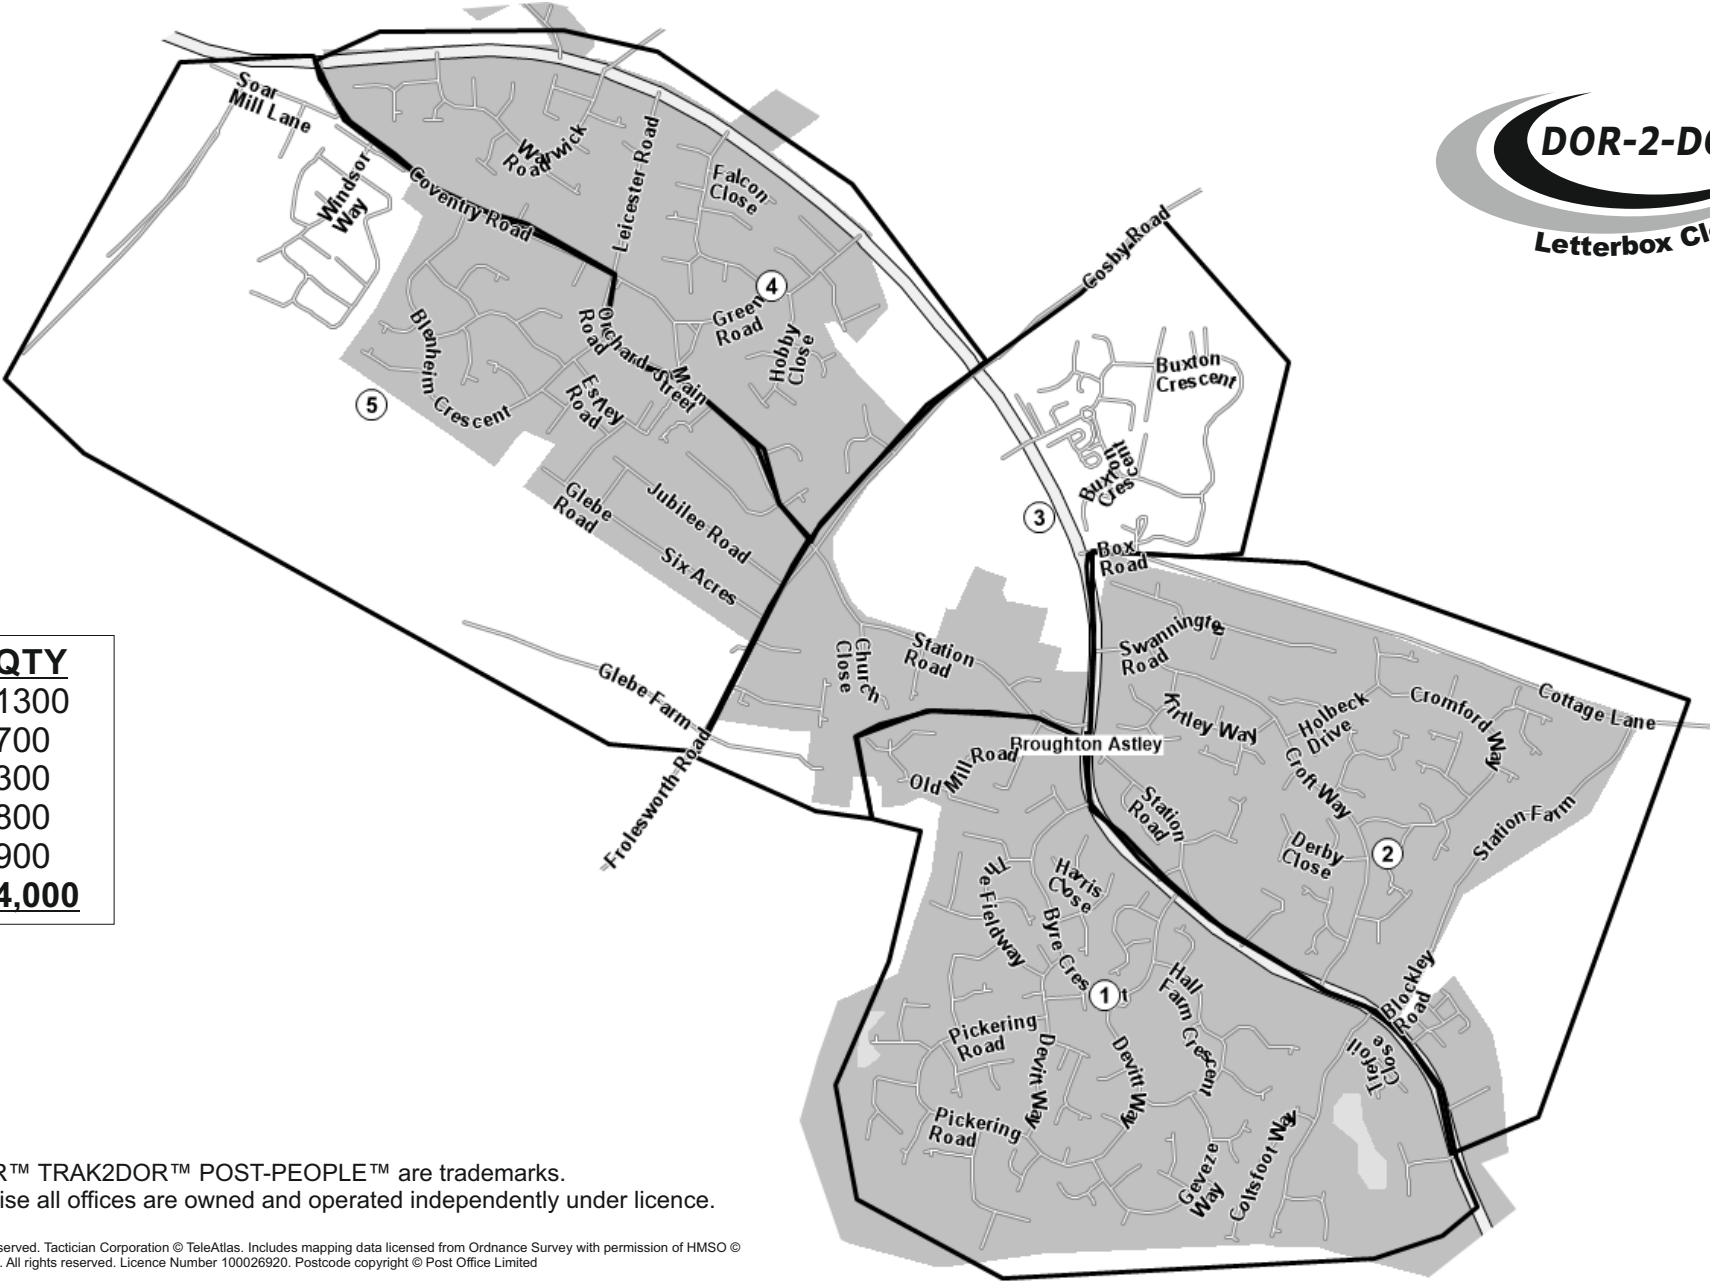 Soar
Mill Lane
Windsor
Way
Coventry Road
Warwick
Road
Leicester Road
Falcon
Close
Green
Road
4
Hobby
Close
Orchard
Road
Main
Street
Blenheim Crescent
Estley
Road
5
Glebe
Road
Jubilee Road
Six Acres
Glebe Farm
Frolesworth Road
Cosby Road
Buxton
Crescent
Buxton
Crescent
3
Box
Road
Church
Close
Station
Road
Swannington
Road
Kirtley Way
Holbeck
Drive
Cromford Way
Cottage Lane
Croft Way
Broughton Astley
Old
Mill Road
Station
Road
Derby
Close
2
Station Farm
The Fieldway
Harris
Close
Byre Cres t
1
Hall
Farm Crescent
Blockley
Road
Trefoil
Close
Pickering
Road
Devitt Way
Devitt Way
Pickering
Road
Geveze
Way
Coltsfoot Way
DOR-2-DO
Letterbox Clo
QTY
1300
700
300
800
900
4,000
R™ TRAK2DOR™ POST-PEOPLE™ are trademarks.
ise all offices are owned and operated independently under licence.
served. Tactician Corporation © TeleAtlas. Includes mapping data licensed from Ordnance Survey with permission of HMSO ©
. All rights reserved. Licence Number 100026920. Postcode copyright © Post Office Limited